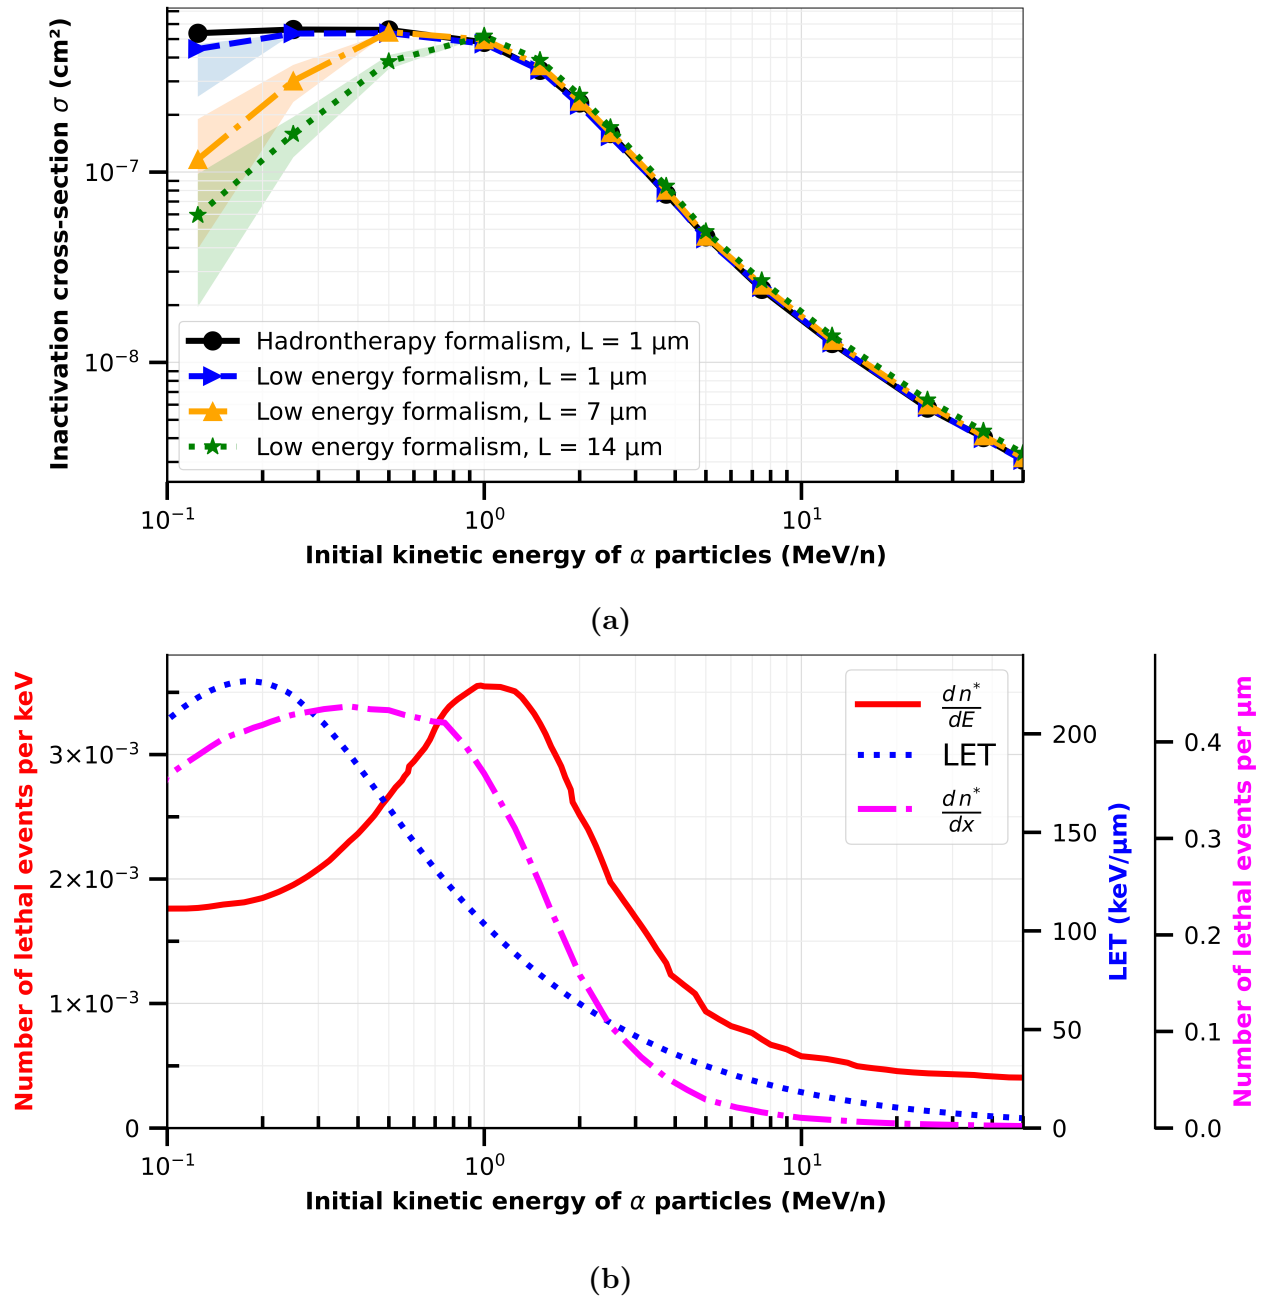 Inactivation cross-section σ (cm²)
10⁻⁷
10⁻⁸
Hadrontherapy formalism, L = 1 µm
Low energy formalism, L = 1 µm
Low energy formalism, L = 7 µm
Low energy formalism, L = 14 µm
10⁻¹ 10⁰ 10¹
Initial kinetic energy of α particles (MeV/n)
(a)
Number of lethal events per keV
3×10⁻³
2×10⁻³
1×10⁻³
0
dn*/dE
LET
dn*/dx
200
150
100
50
0
LET (keV/µm)
0.4
0.3
0.2
0.1
0.0
Number of lethal events per µm
10⁻¹ 10⁰ 10¹
Initial kinetic energy of α particles (MeV/n)
(b)